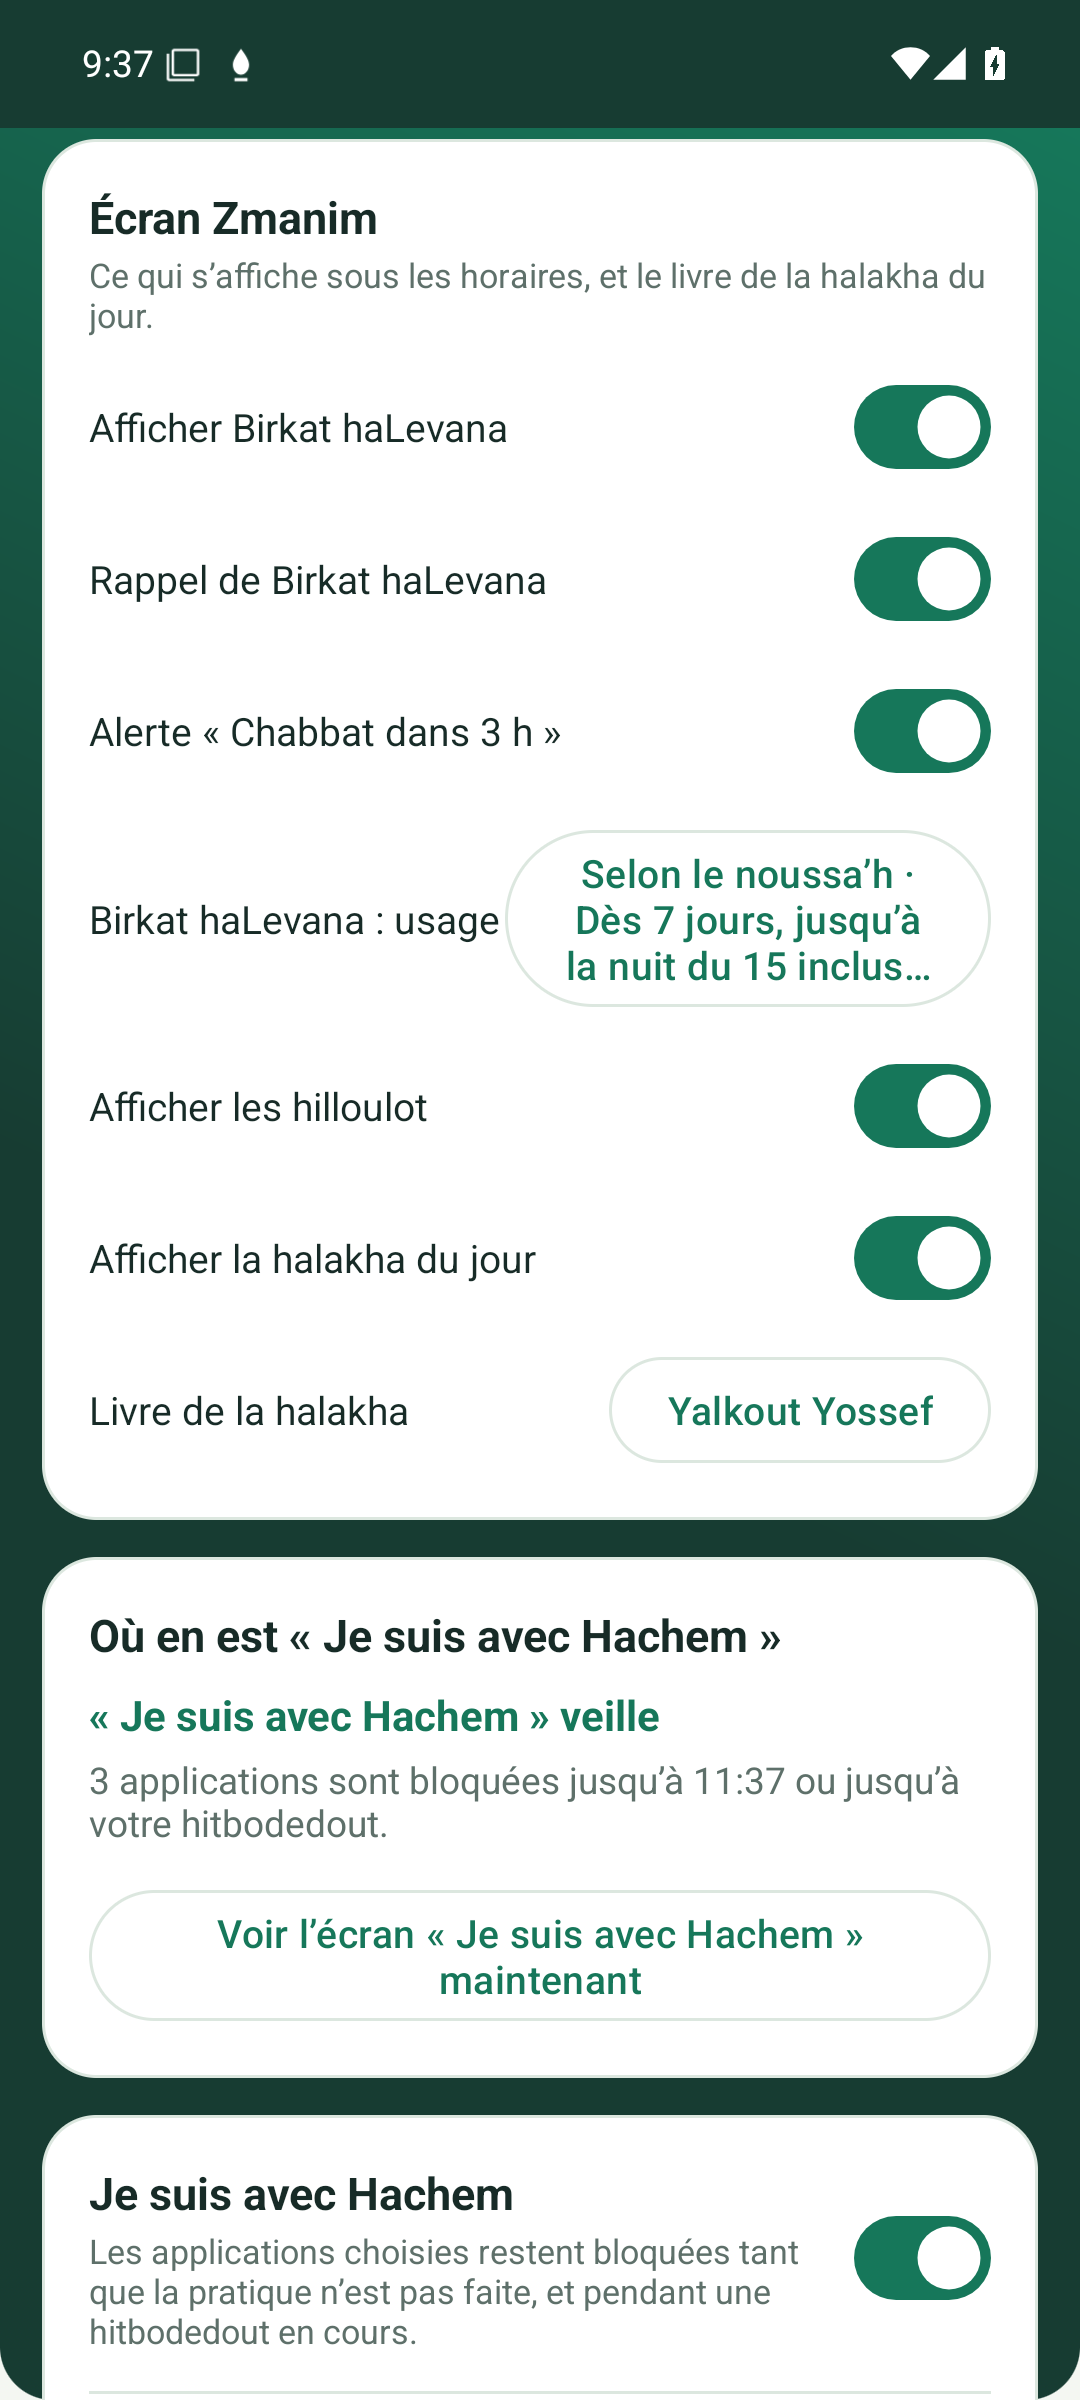 9:37
Écran Zmanim
Ce qui s’affiche sous les horaires, et le livre de la halakha du
jour.
Afficher Birkat haLevana
Rappel de Birkat haLevana
Alerte « Chabbat dans 3 h »
Birkat haLevana : usage
Selon le noussa’h ·
Dès 7 jours, jusqu’à
la nuit du 15 inclus…
Afficher les hilloulot
Afficher la halakha du jour
Livre de la halakha
Yalkout Yossef
Où en est « Je suis avec Hachem »
« Je suis avec Hachem » veille
3 applications sont bloquées jusqu’à 11:37 ou jusqu’à
votre hitbodedout.
Voir l’écran « Je suis avec Hachem »
maintenant
Je suis avec Hachem
Les applications choisies restent bloquées tant
que la pratique n’est pas faite, et pendant une
hitbodedout en cours.